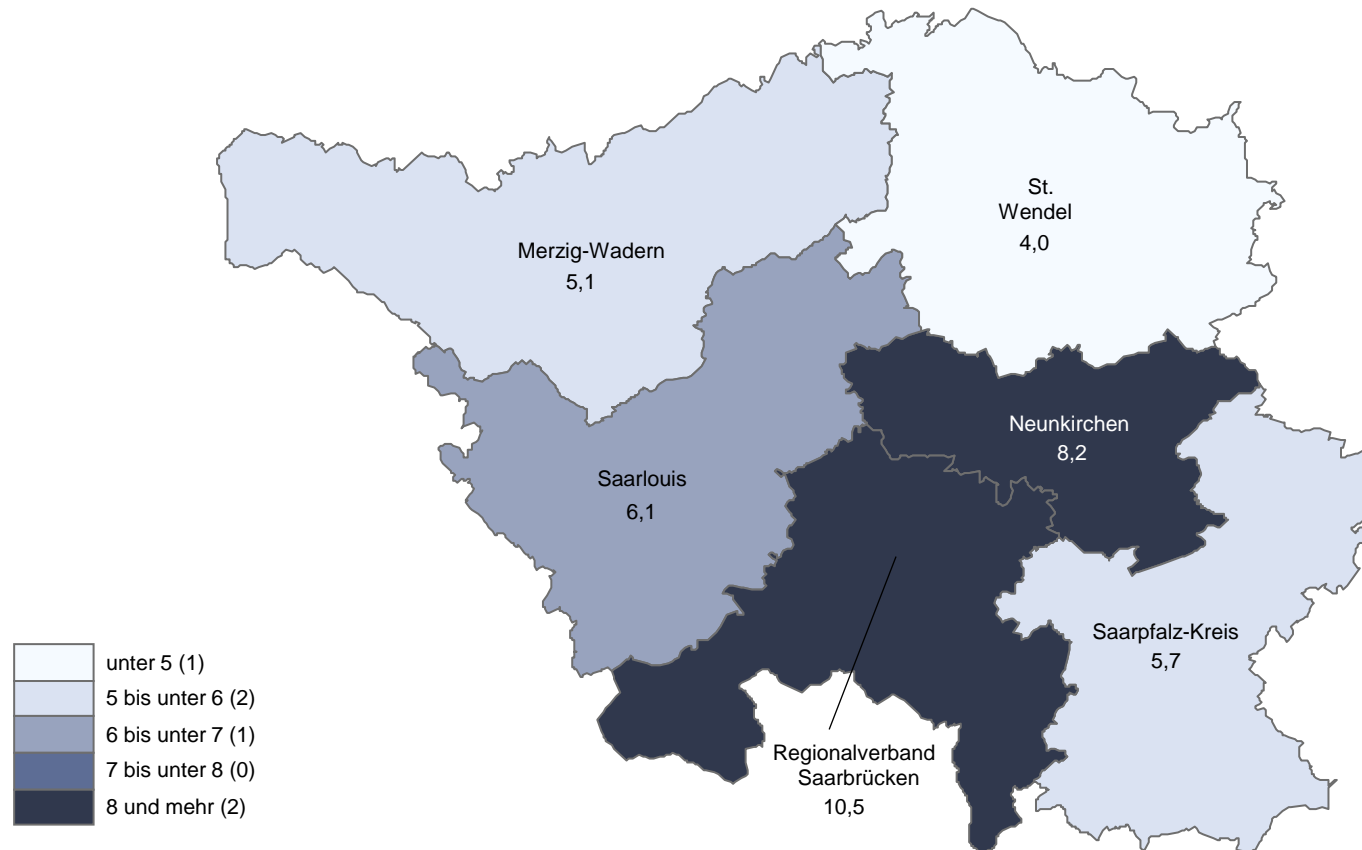 St.
Wendel
4,0
Merzig-Wadern
5,1
Neunkirchen
8,2
Saarlouis
6,1
Saarpfalz-Kreis
5,7
Regionalverband
Saarbrücken
10,5
unter 5 (1)
5 bis unter 6 (2)
6 bis unter 7 (1)
7 bis unter 8 (0)
8 und mehr (2)